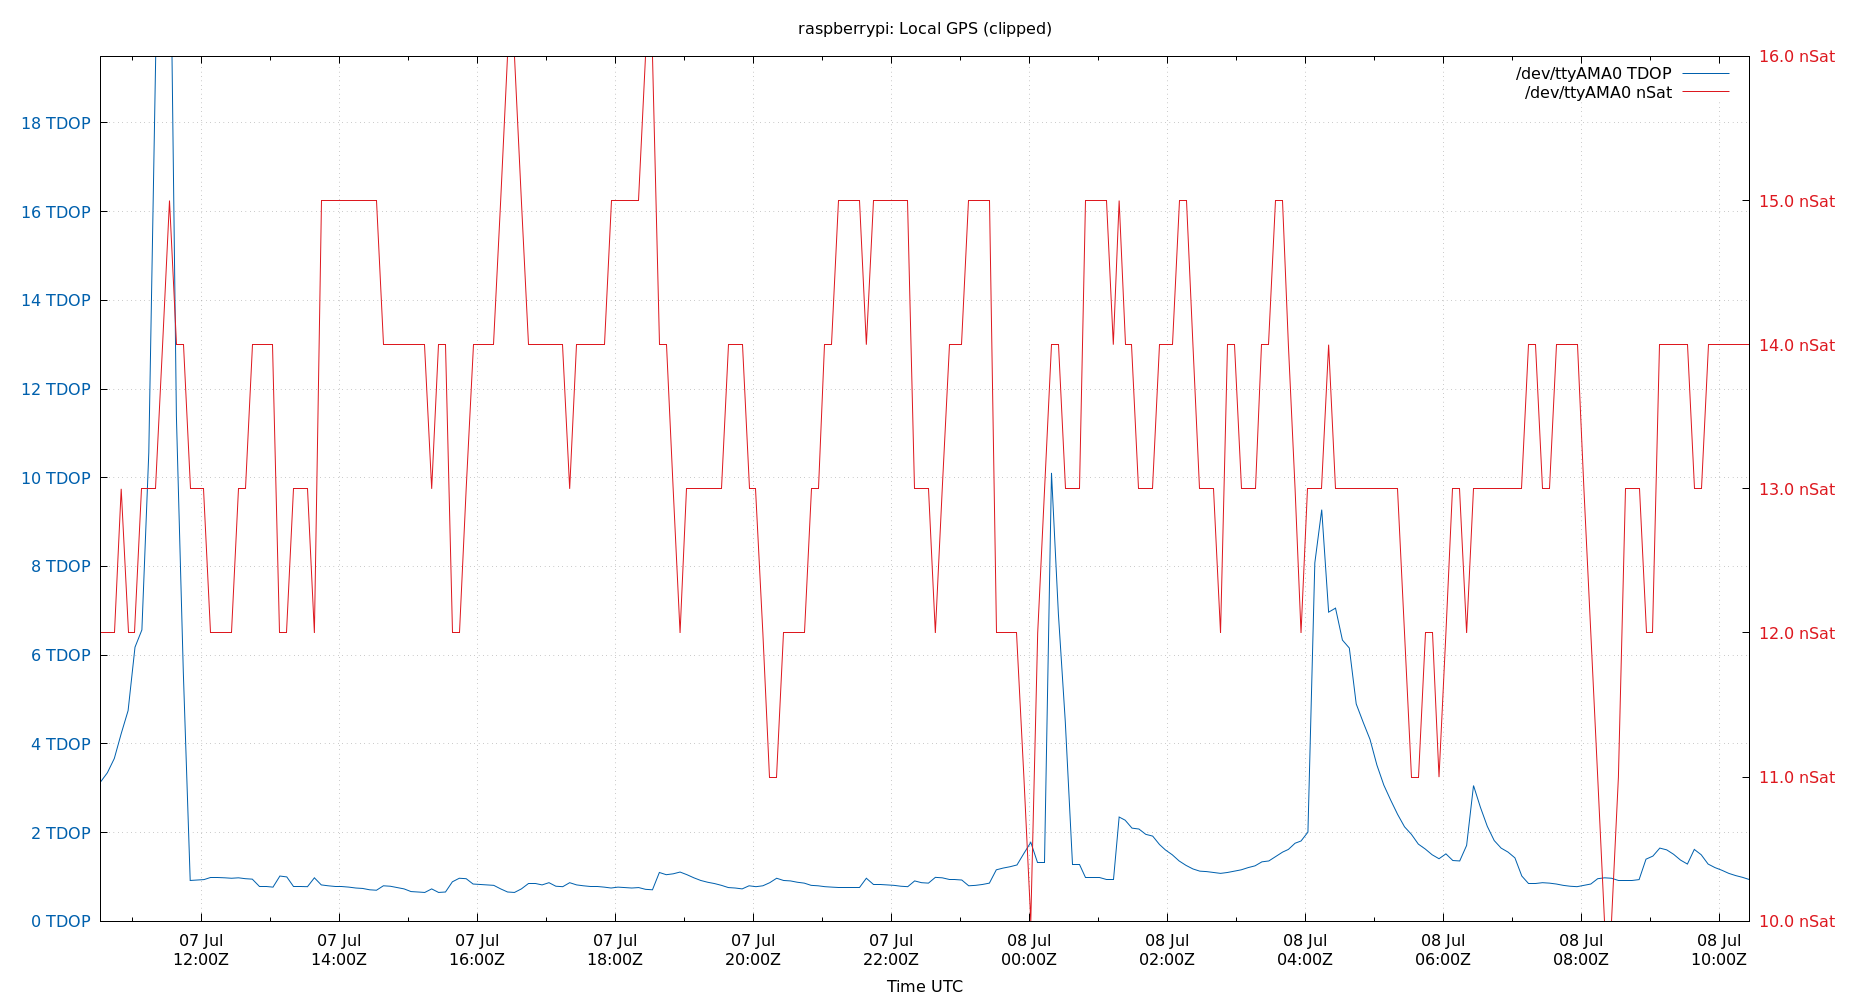 raspberrypi: Local GPS (clipped)
16.0 nSat
/dev/ttyAMA0 TDOP
/dev/ttyAMA0 nSat
18 TDOP
16 TDOP
15.0 nSat
14 TDOP
14.0 nSat
12 TDOP
10 TDOP
13.0 nSat
8 TDOP
12.0 nSat
6 TDOP
11.0 nSat
4 TDOP
2 TDOP
0 TDOP
10.0 nSat
07 Jul 07 Jul 07 Jul 07 Jul 07 Jul 07 Jul 08 Jul 08 Jul 08 Jul 08 Jul 08 Jul 08 Jul
12:00Z 14:00Z 16:00Z 18:00Z 20:00Z 22:00Z 00:00Z 02:00Z 04:00Z 06:00Z 08:00Z 10:00Z
Time UTC